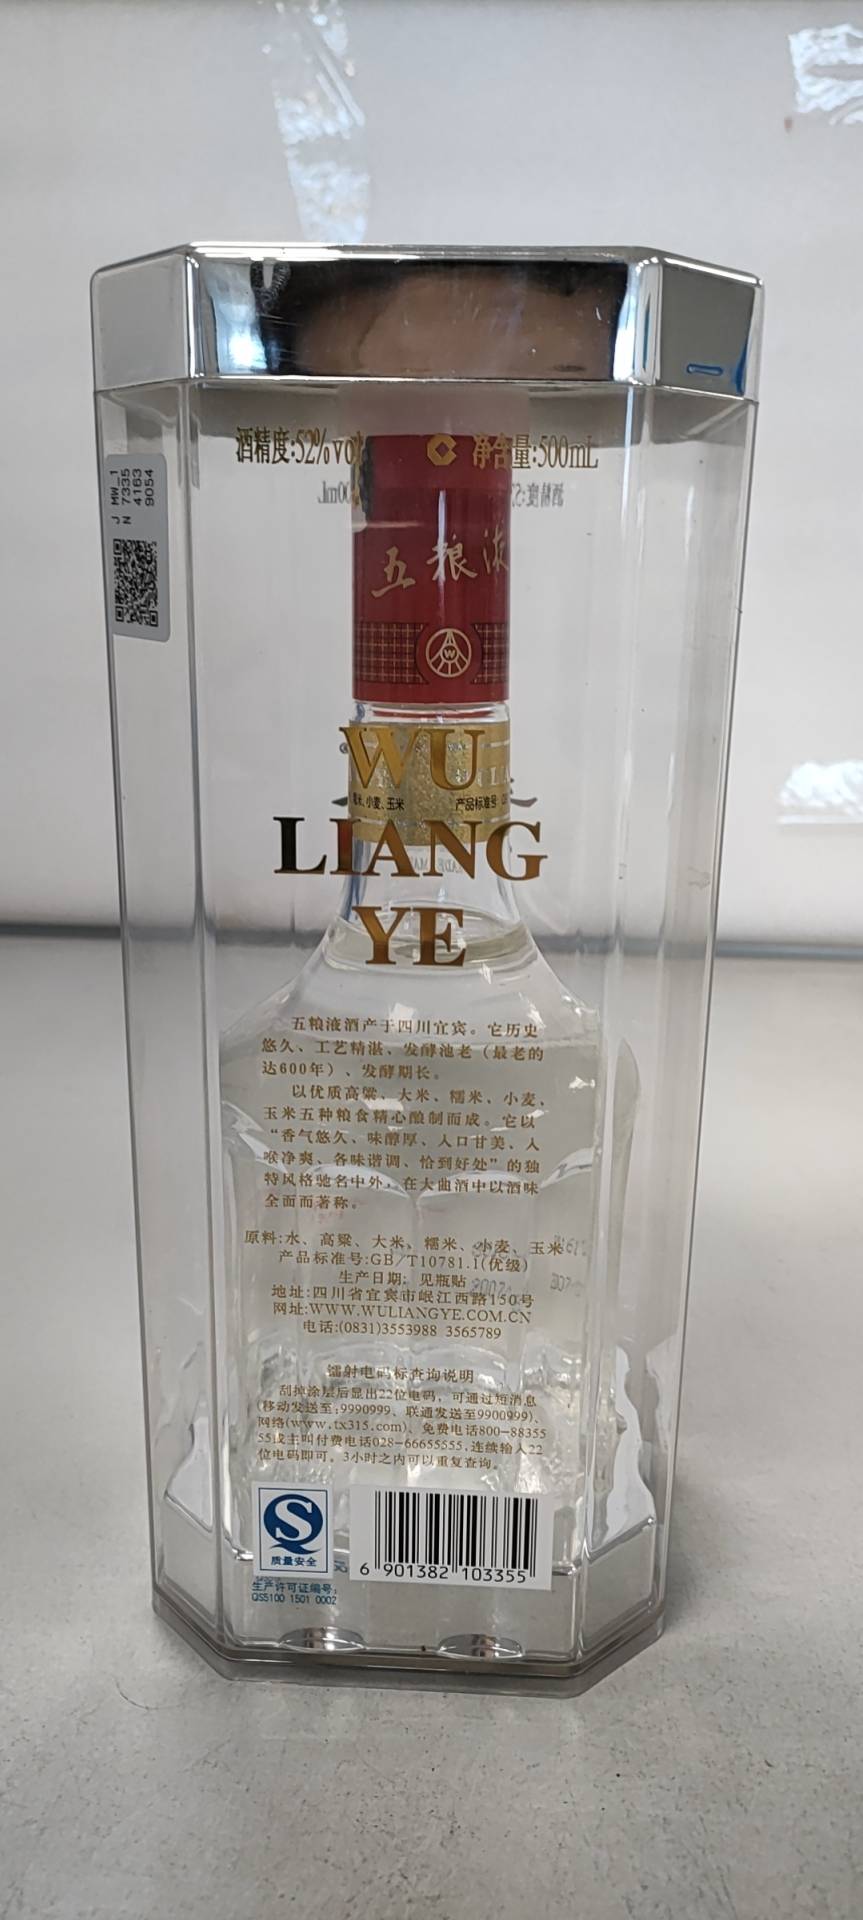 酒精度:52%vol 净含量:500mL
J MW_1
N 7335
4163
9054
五粮液
W
WU
LIANG
YE
米、小麦、玉米 产品标准号
五粮液酒产于四川宜宾。它历史
悠久、工艺精湛、发酵池老（最老的
达600年）、发酵期长。
以优质高粱、大米、糯米、小麦、
玉米五种粮食精心酿制而成。它以
“香气悠久、味醇厚、入口甘美、入
喉净爽、各味谐调、恰到好处”的独
特风格驰名中外，在大曲酒中以酒味
全面而著称。
原料:水、高粱、大米、糯米、小麦、玉米
产品标准号:GB/T10781.1(优级)
生产日期: 见瓶贴
地址:四川省宜宾市岷江西路150号
网址:WWW.WULIANGYE.COM.CN
电话:(0831)3553988 3565789
镭射电码标查询说明
刮掉涂层后显出22位电码，可通过短消息
(移动发送至:9990999、联通发送至9900999)、
网络(www.tx315.com)、免费电话800-88355
55或主叫付费电话028-66655555.连续输入22
位电码即可。3小时之内可以重复查询。
质量安全
生产许可证编号:
QS5100 1501 0002
6 901382 103355